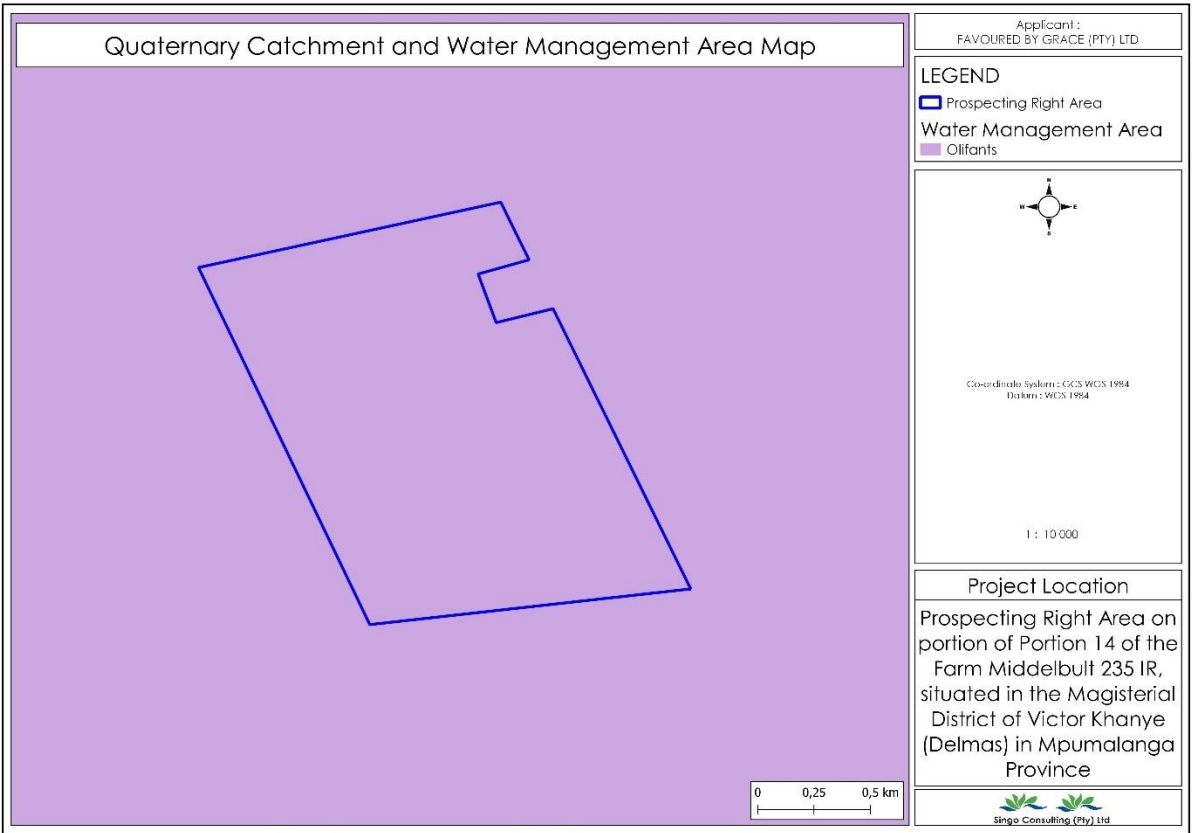 Quaternary Catchment and Water Management Area Map
Applicant :
FAVOURED BY GRACE (PTY) LTD
LEGEND
Prospecting Right Area
Water Management Area
Olifants
N
W E
S
Co-ordinate System : GCS WGS 1984
Datum : WGS 1984
1 : 10 000
Project Location
Prospecting Right Area on
portion of Portion 14 of the
Farm Middelbult 235 IR,
situated in the Magisterial
District of Victor Khanye
(Delmas) in Mpumalanga
Province
0 0,25 0,5 km
Singo Consulting (Pty) Ltd